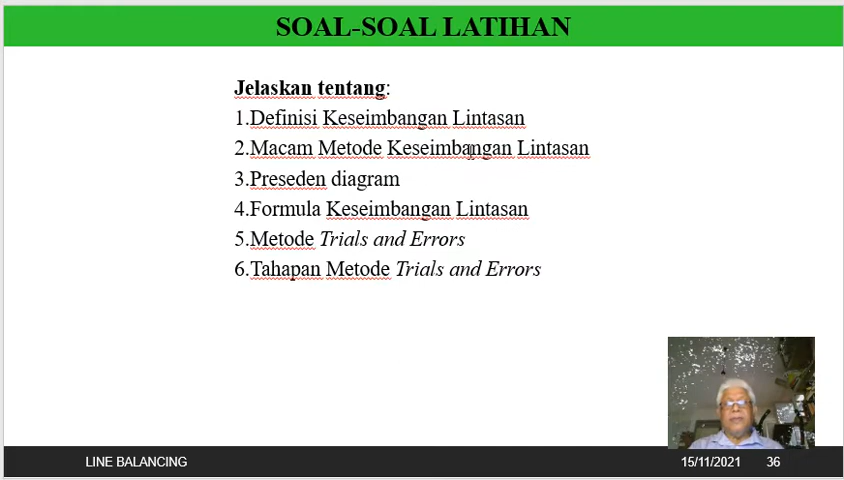 SOAL-SOAL LATIHAN
Jelaskan tentang:
1.Definisi Keseimbangan Lintasan
2.Macam Metode Keseimbangan Lintasan
3.Preseden diagram
4.Formula Keseimbangan Lintasan
5.Metode Trials and Errors
6.Tahapan Metode Trials and Errors
LINE BALANCING 15/11/2021 36